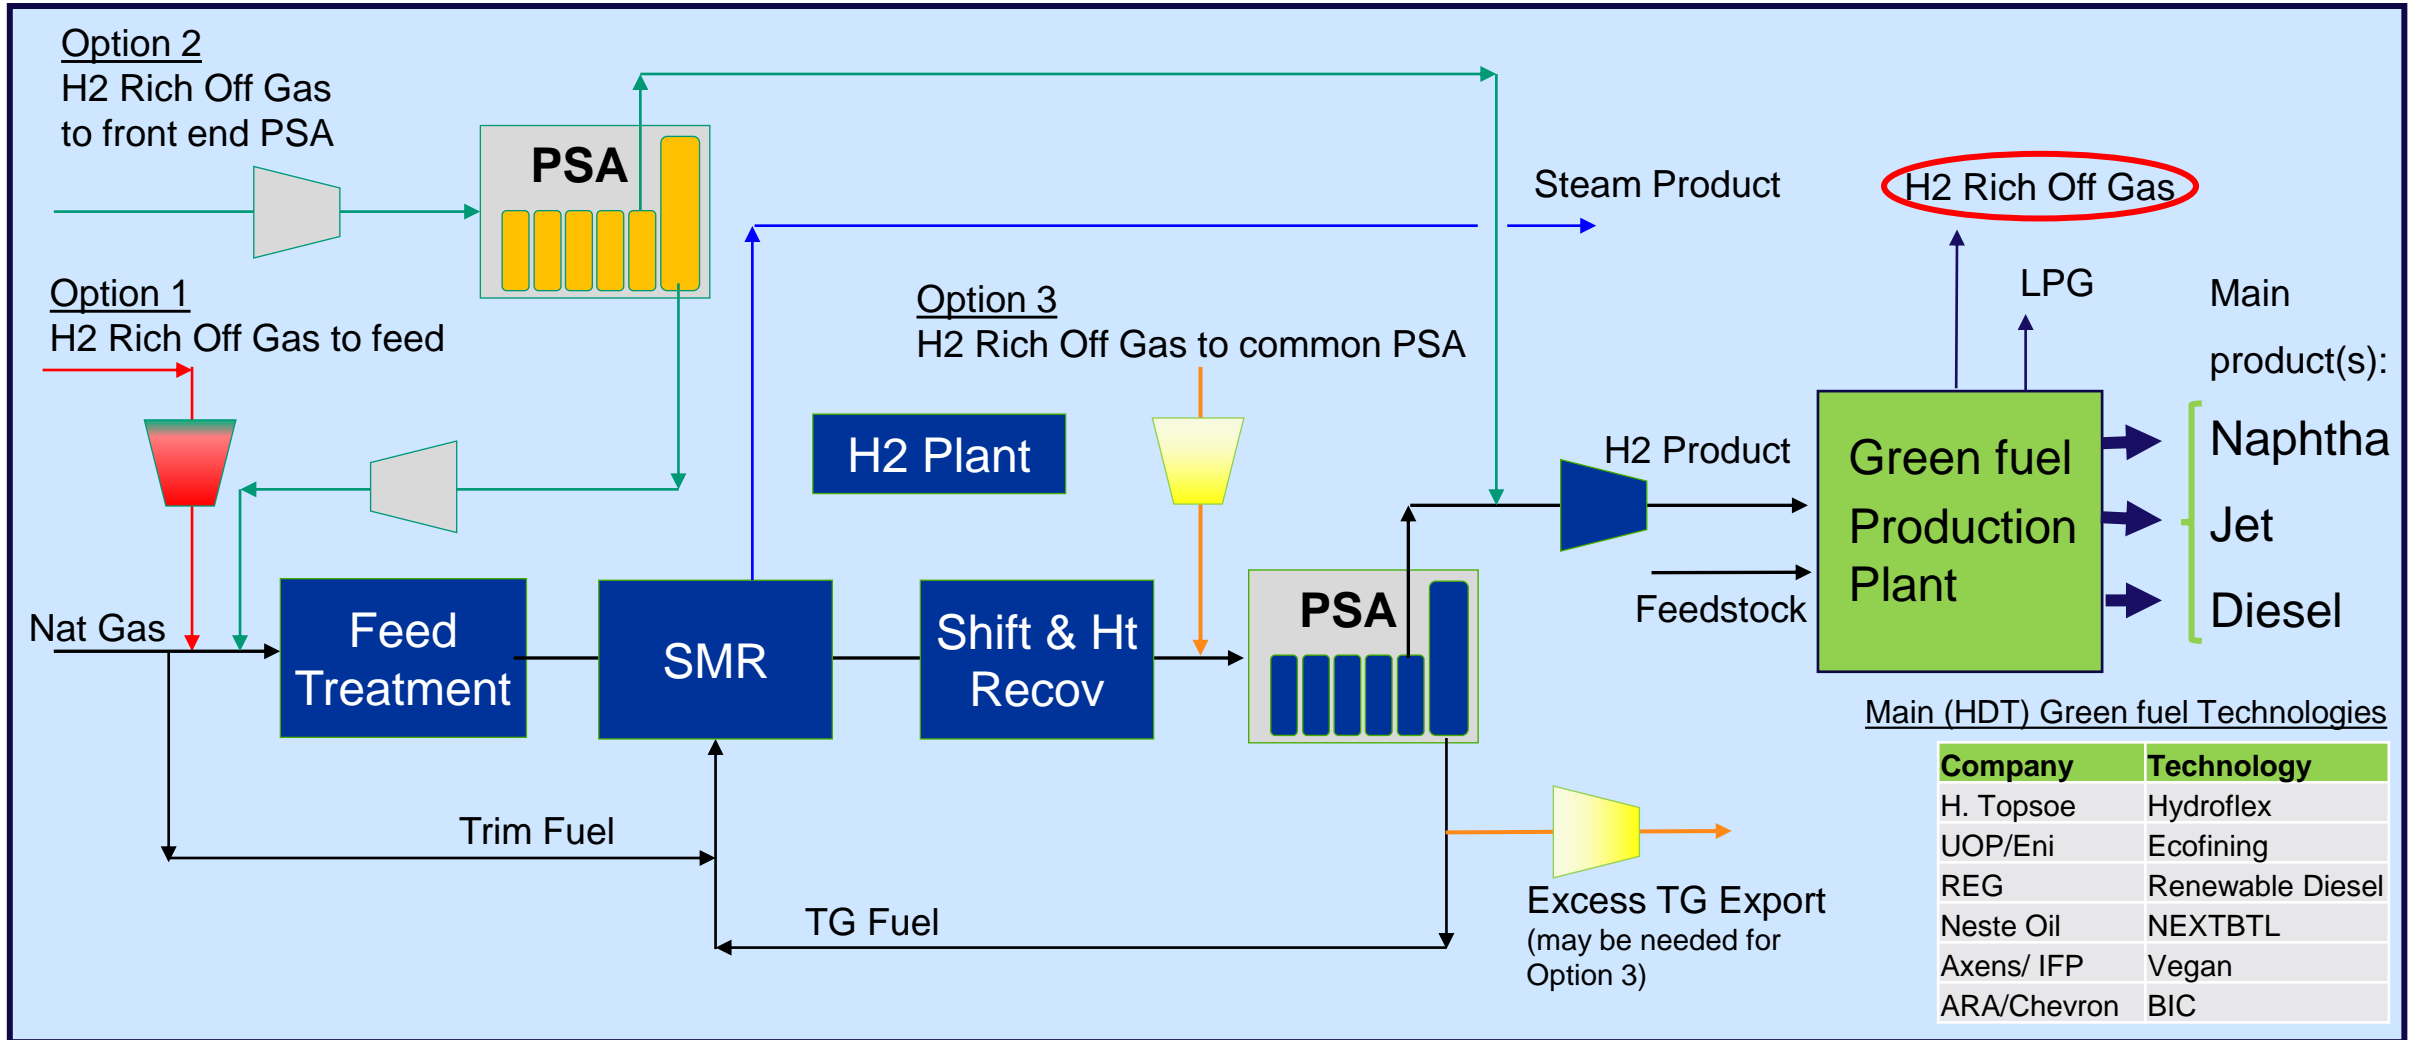 Option 2
H2 Rich Off Gas
to front end PSA
PSA
Option 1
H2 Rich Off Gas to feed
Steam Product
H2 Rich Off Gas
LPG
Option 3
H2 Rich Off Gas to common PSA
H2 Plant
Nat Gas
Feed
Treatment
SMR
Shift & Ht
Recov
PSA
H2 Product
Feedstock
Green fuel
Production
Plant
Main
product(s):
Naphtha
Jet
Diesel
Trim Fuel
TG Fuel
Excess TG Export
(may be needed for
Option 3)
Main (HDT) Green fuel Technologies
Company Technology
H. Topsoe Hydroflex
UOP/Eni Ecofining
REG Renewable Diesel
Neste Oil NEXTBTL
Axens/ IFP Vegan
ARA/Chevron BIC